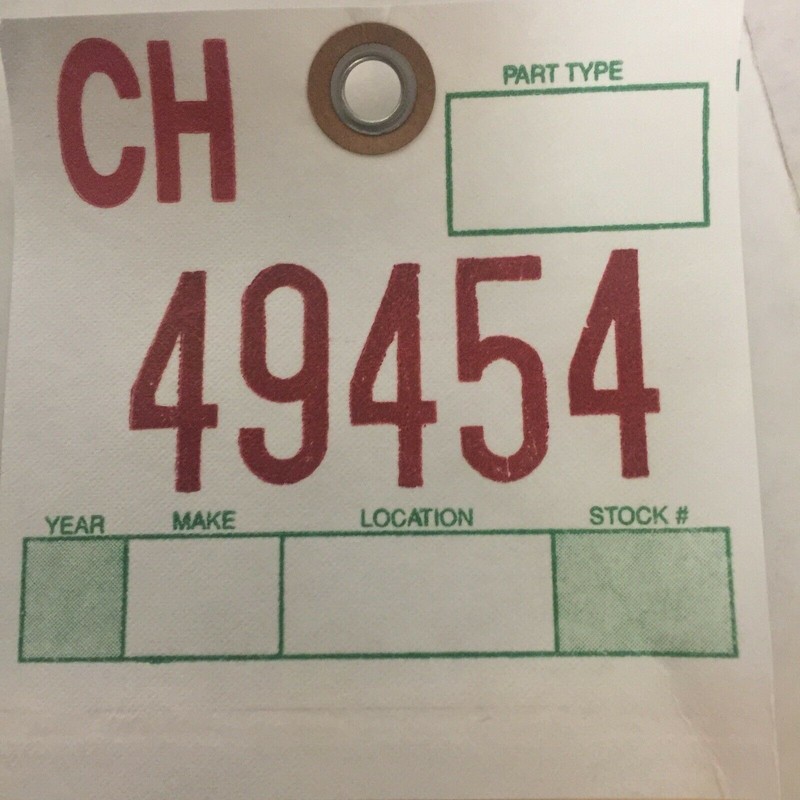 CH
PART TYPE
49454
YEAR MAKE LOCATION STOCK #